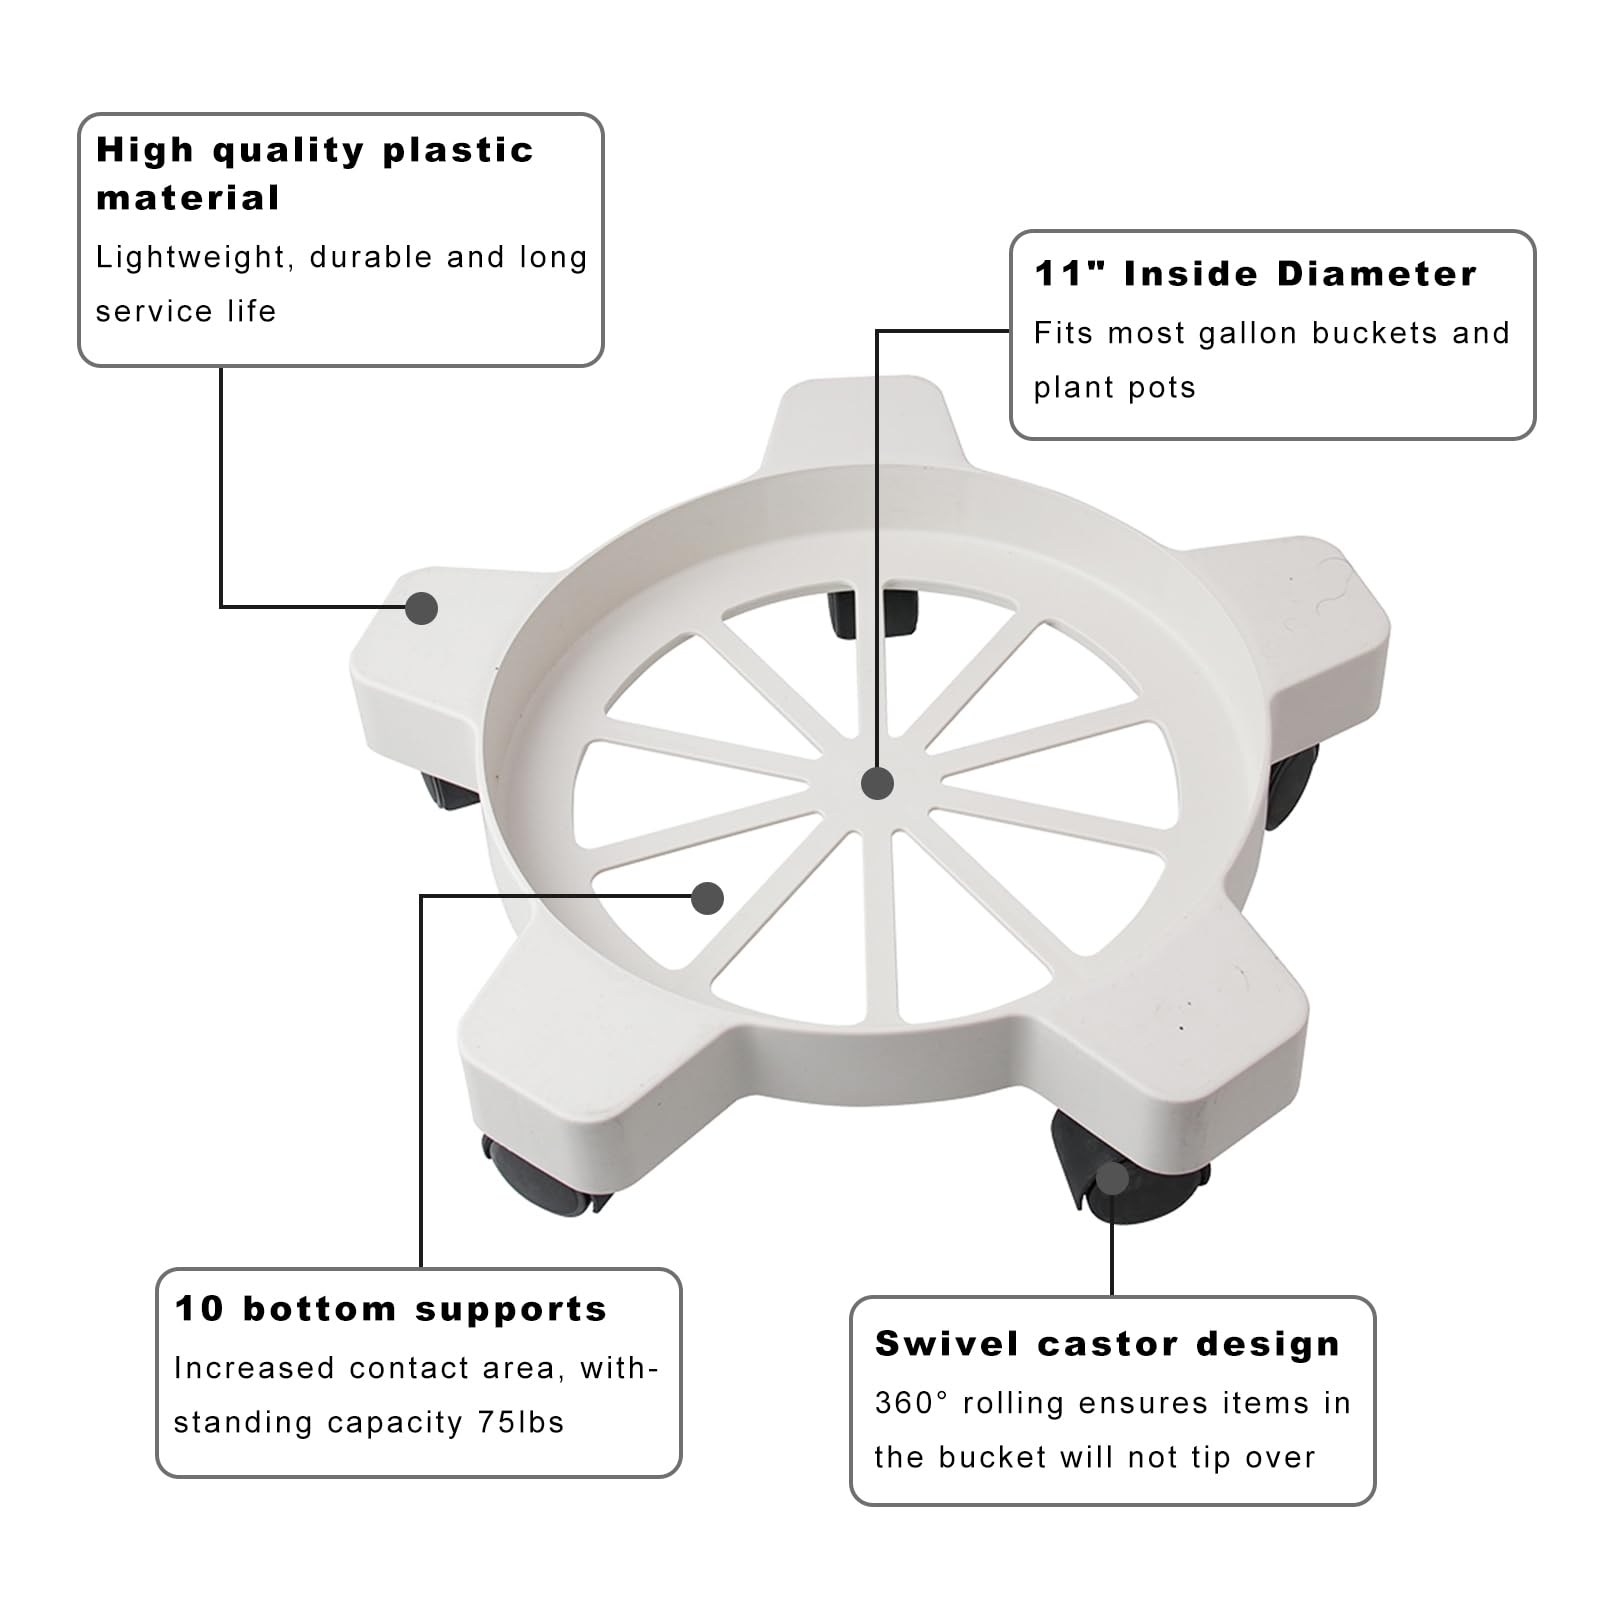 High quality plastic
material
Lightweight, durable and long
service life
11" Inside Diameter
Fits most gallon buckets and
plant pots
10 bottom supports
Increased contact area, with-
standing capacity 75lbs
Swivel castor design
360° rolling ensures items in
the bucket will not tip over